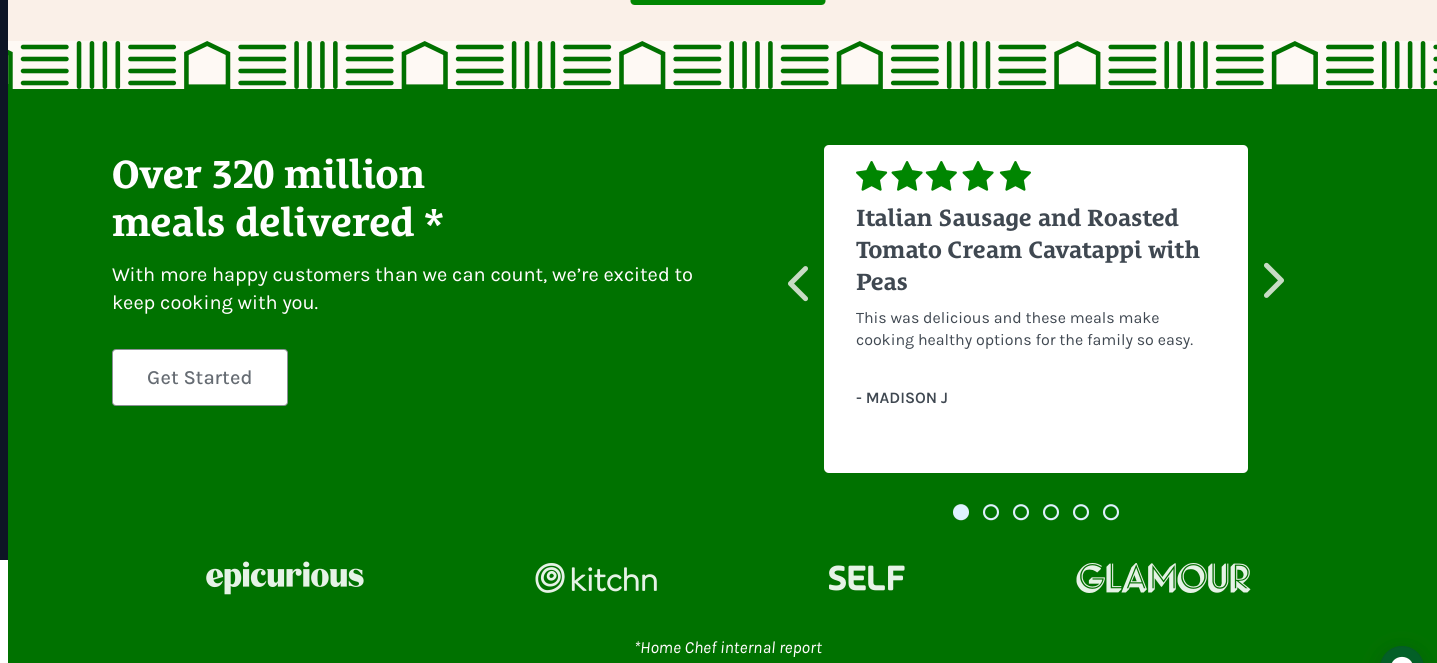 Over 320 million
meals delivered *
With more happy customers than we can count, we’re excited to
keep cooking with you.
Get Started
Italian Sausage and Roasted
Tomato Cream Cavatappi with
Peas
This was delicious and these meals make
cooking healthy options for the family so easy.
- MADISON J
epicurious
kitchn
SELF
GLAMOUR
*Home Chef internal report